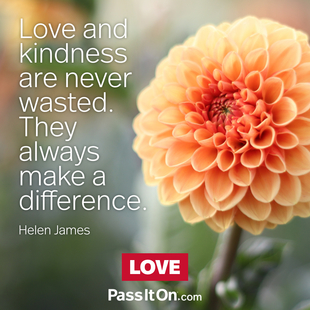 Love and
kindness
are never
wasted.
They
always
make a
difference.
Helen James
LOVE
PassItOn.com